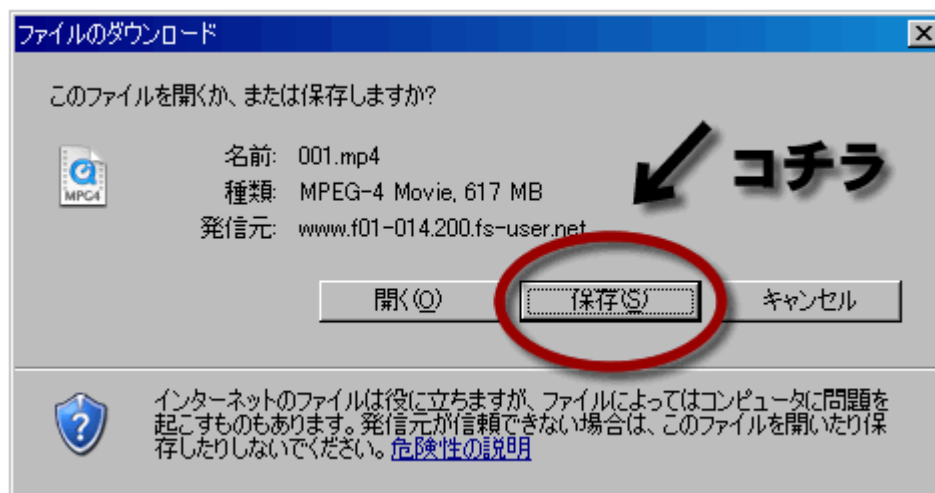 ファイルのダウンロード
このファイルを開くか、または保存しますか?
名前: 001.mp4
コチラ
MPG4
種類: MPEG-4 Movie, 617 MB
発信元: www.f01-014.200.fs-user.net
開く(O) 保存(S) キャンセル
インターネットのファイルは役に立ちますが、ファイルによってはコンピュータに問題を
起こすものもあります。発信元が信頼できない場合は、このファイルを開いたり保
存したりしないでください。危険性の説明